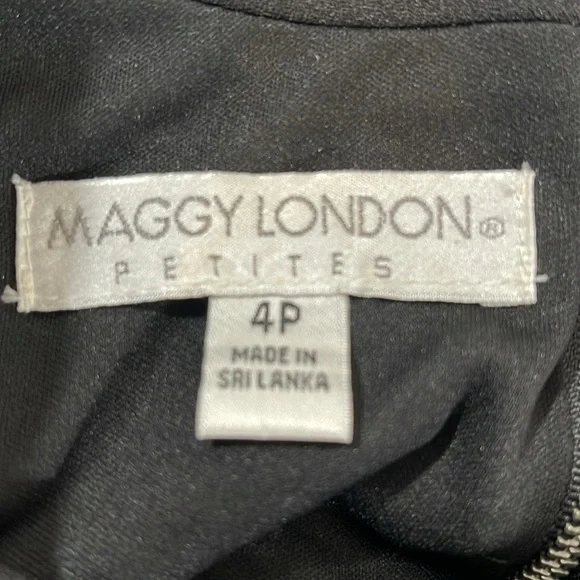 MAGGY LONDON®
PETITES
4P
MADE IN
SRI LANKA